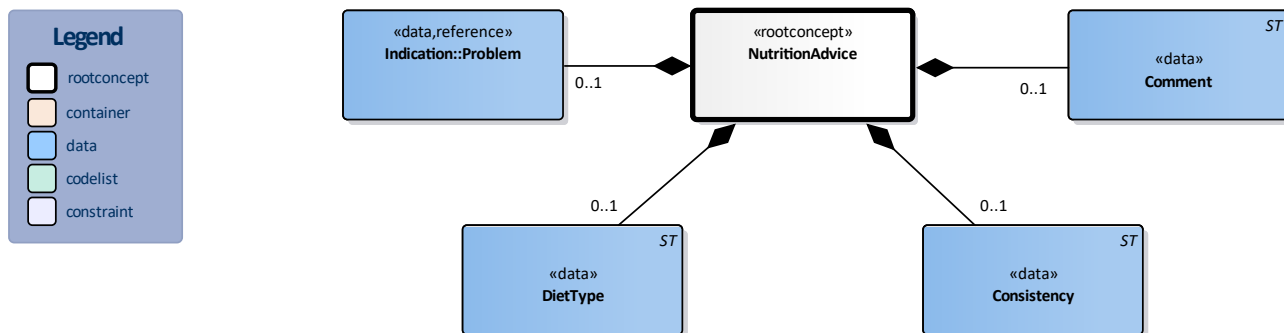 Legend
rootconcept
container
data
codelist
constraint
«data,reference»
Indication::Problem
0..1
«rootconcept»
NutritionAdvice
0..1
ST
«data»
Comment
0..1
ST
«data»
DietType
0..1
ST
«data»
Consistency